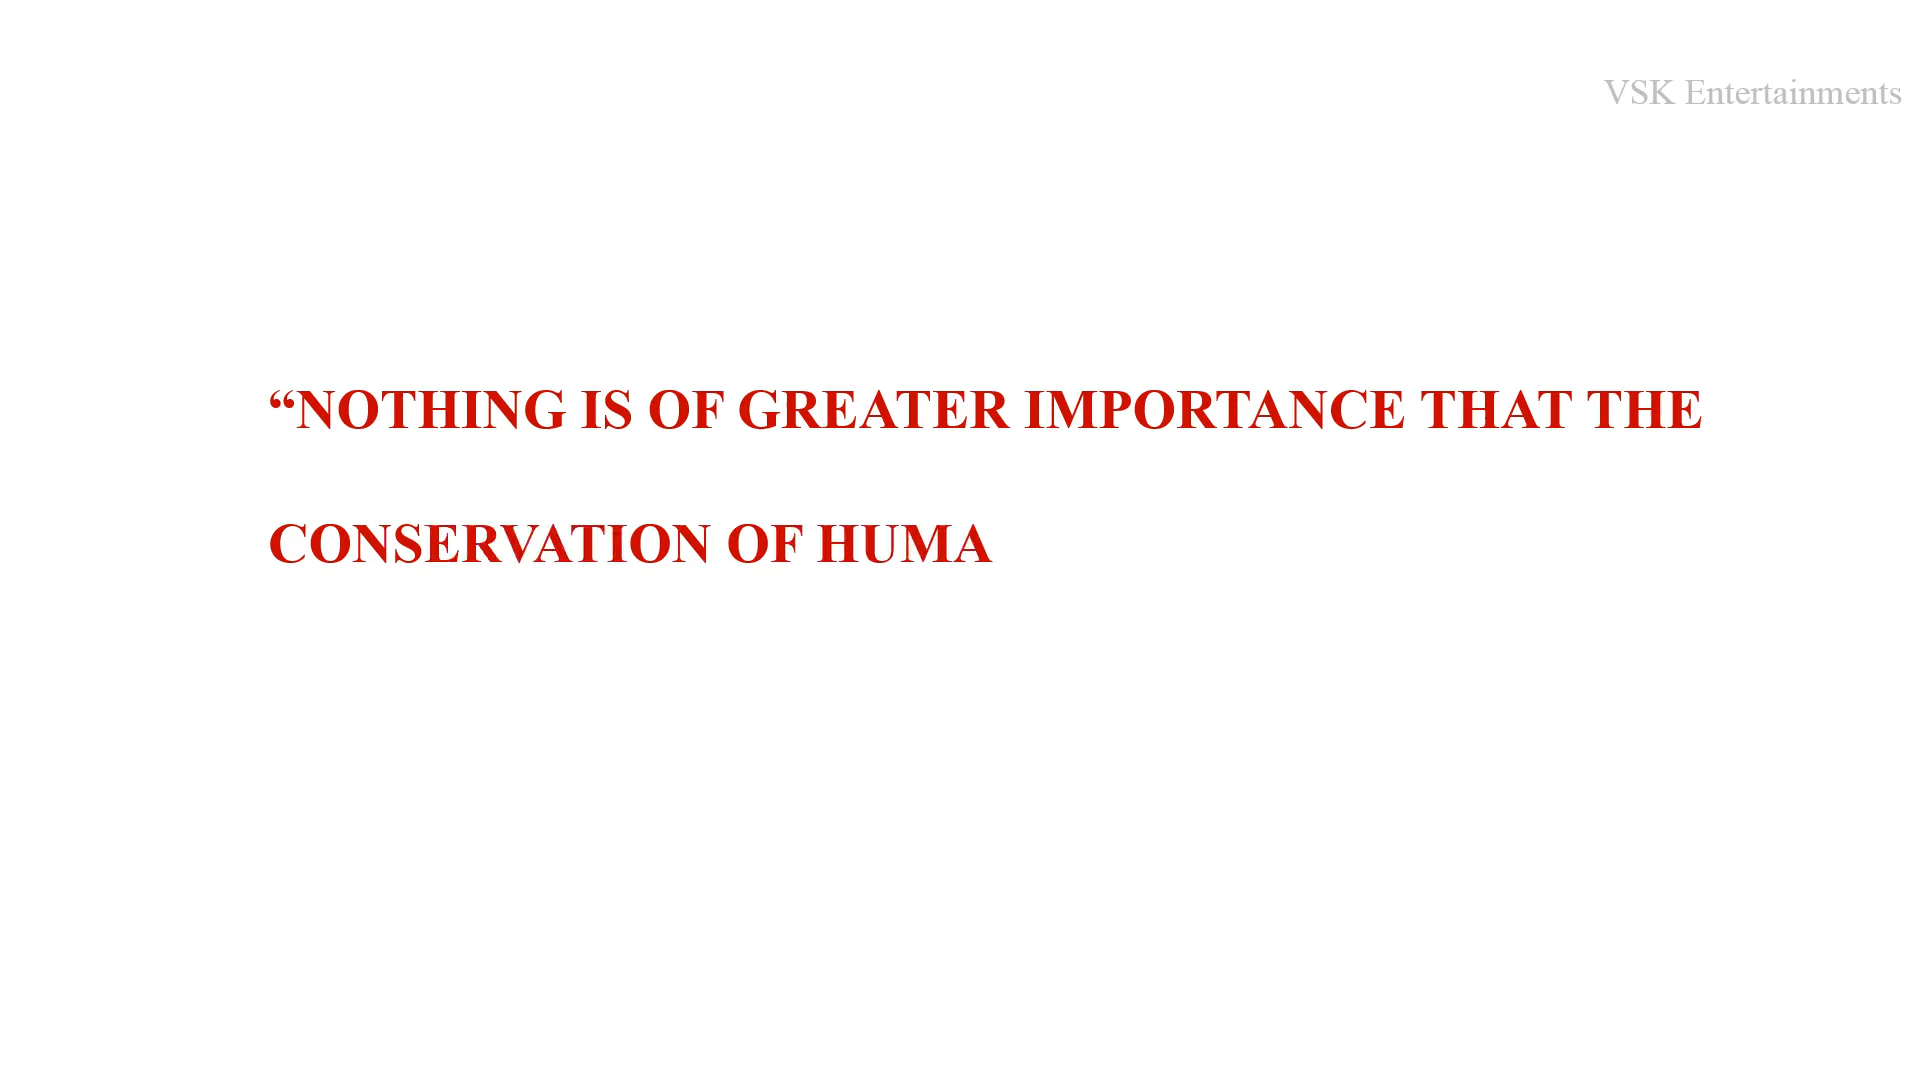 VSK Entertainments
“NOTHING IS OF GREATER IMPORTANCE THAT THE
CONSERVATION OF HUMA